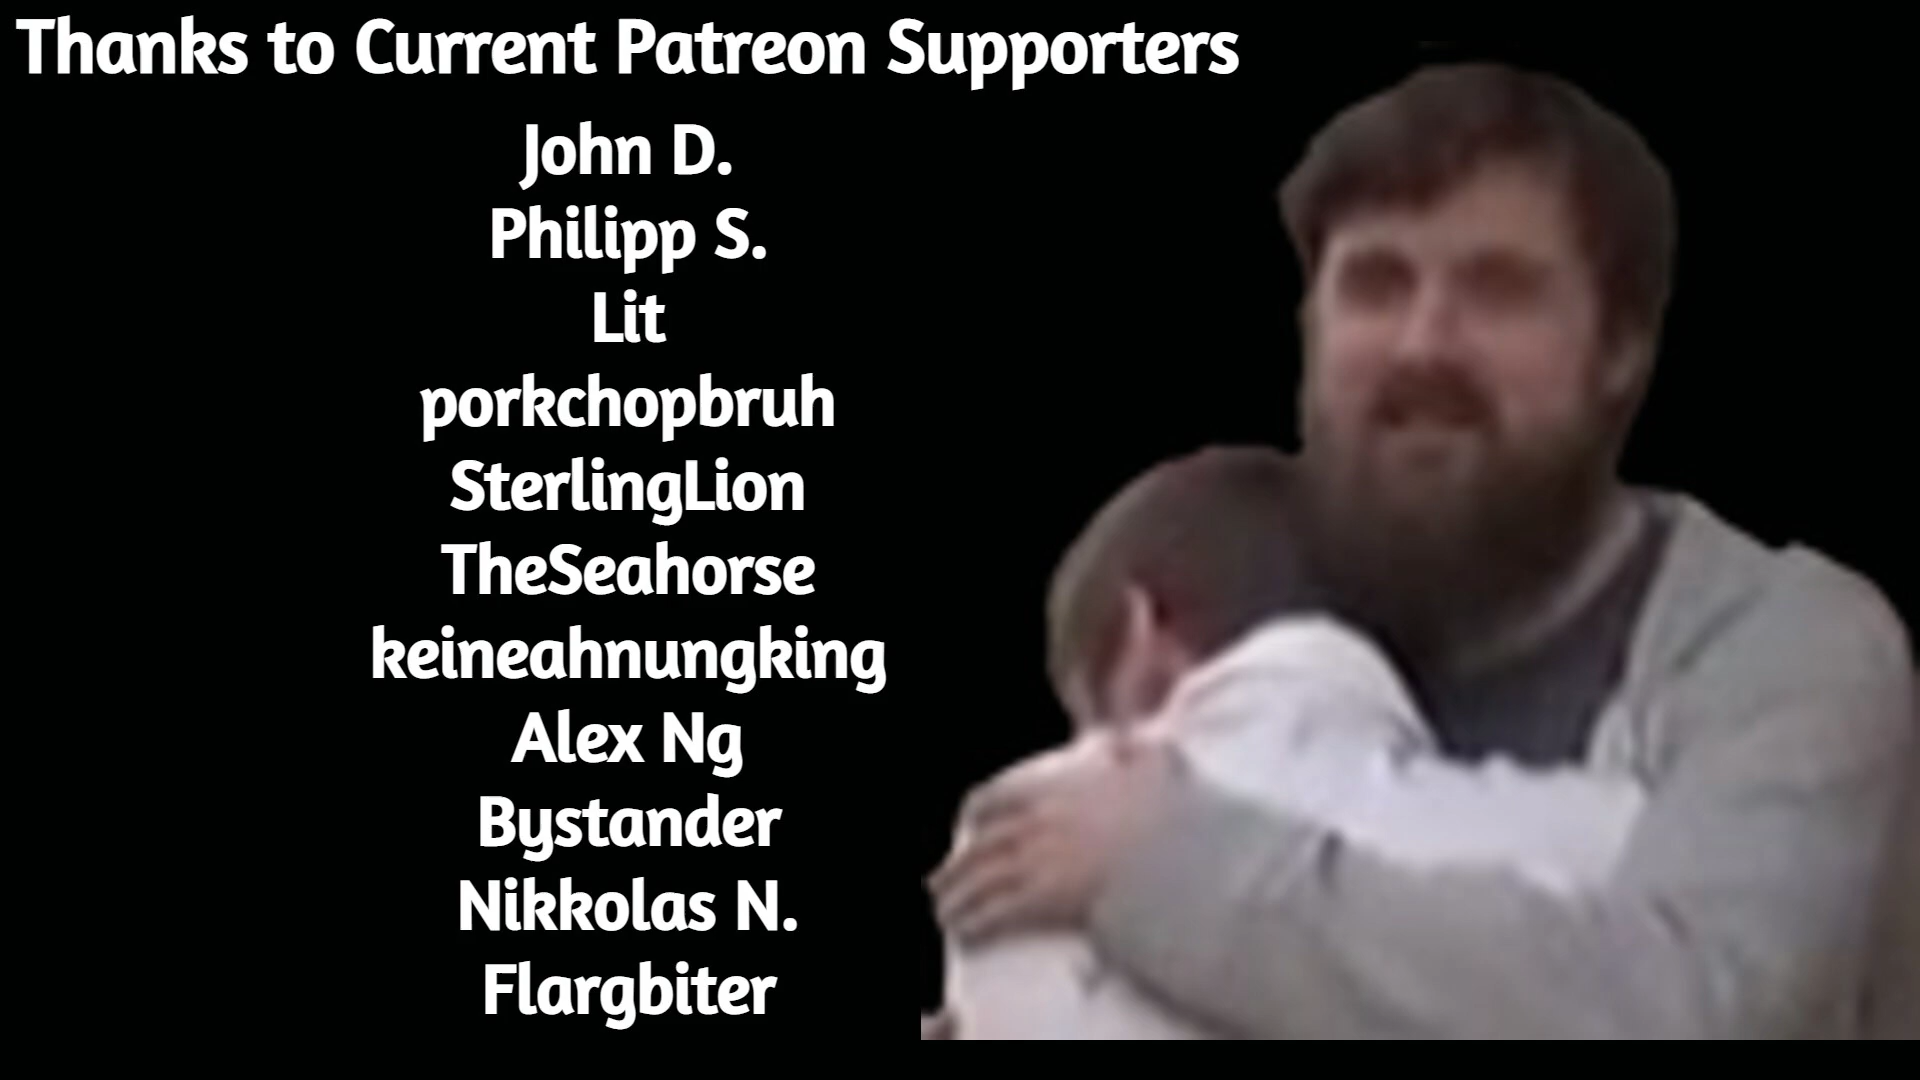 Thanks to Current Patreon Supporters
John D.
Philipp S.
Lit
porkchopbruh
SterlingLion
TheSeahorse
keineahnungking
Alex Ng
Bystander
Nikkolas N.
Flargbiter